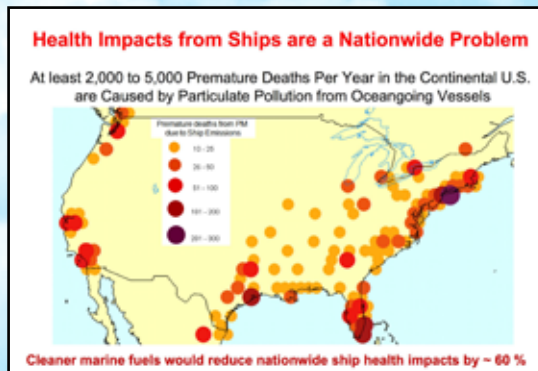 Health Impacts from Ships are a Nationwide Problem
At least 2,000 to 5,000 Premature Deaths Per Year in the Continental U.S.
are Caused by Particulate Pollution from Oceangoing Vessels
Premature deaths from PM
due to Ship Emissions
10 - 25
26 - 50
51 - 100
101 - 200
201 - 300
Cleaner marine fuels would reduce nationwide ship health impacts by ~ 60 %